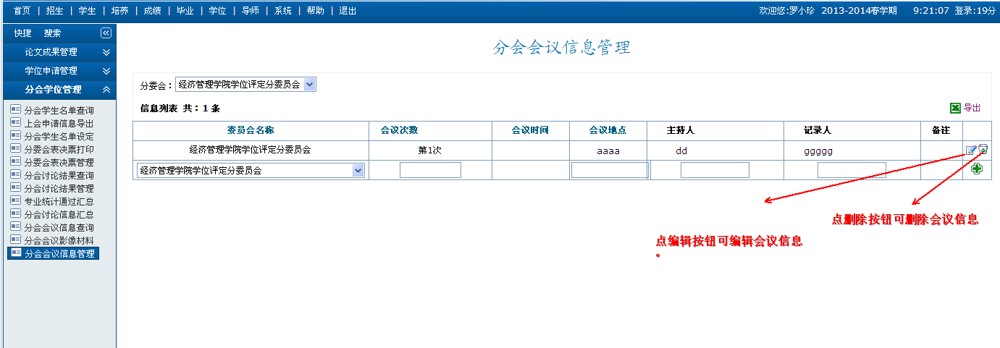 首页 | 招生 | 学生 | 培养 | 成绩 | 毕业 | 学位 | 导师 | 系统 | 帮助 | 退出 欢迎您:罗小珍 2013-2014春学期 9:21:07 登录:19分
快捷 搜索
论文成果管理
学位申请管理
分会学位管理
分会学生名单查询
上会申请信息导出
分会学生名单设定
分委会表决票打印
分委会表决票管理
分会讨论结果查询
分会讨论结果管理
专业统计通过汇总
分会讨论信息汇总
分会会议信息查询
分会会议影像材料
分会会议信息管理
分会会议信息管理
分委会：经济管理学院学位评定分委员会
信息列表 共：1 条 导出
委员会名称 会议次数 会议时间 会议地点 主持人 记录人 备注
经济管理学院学位评定分委员会 第1次 aaaa dd ggggg
经济管理学院学位评定分委员会
点删除按钮可删除会议信息
点编辑按钮可编辑会议信息
。